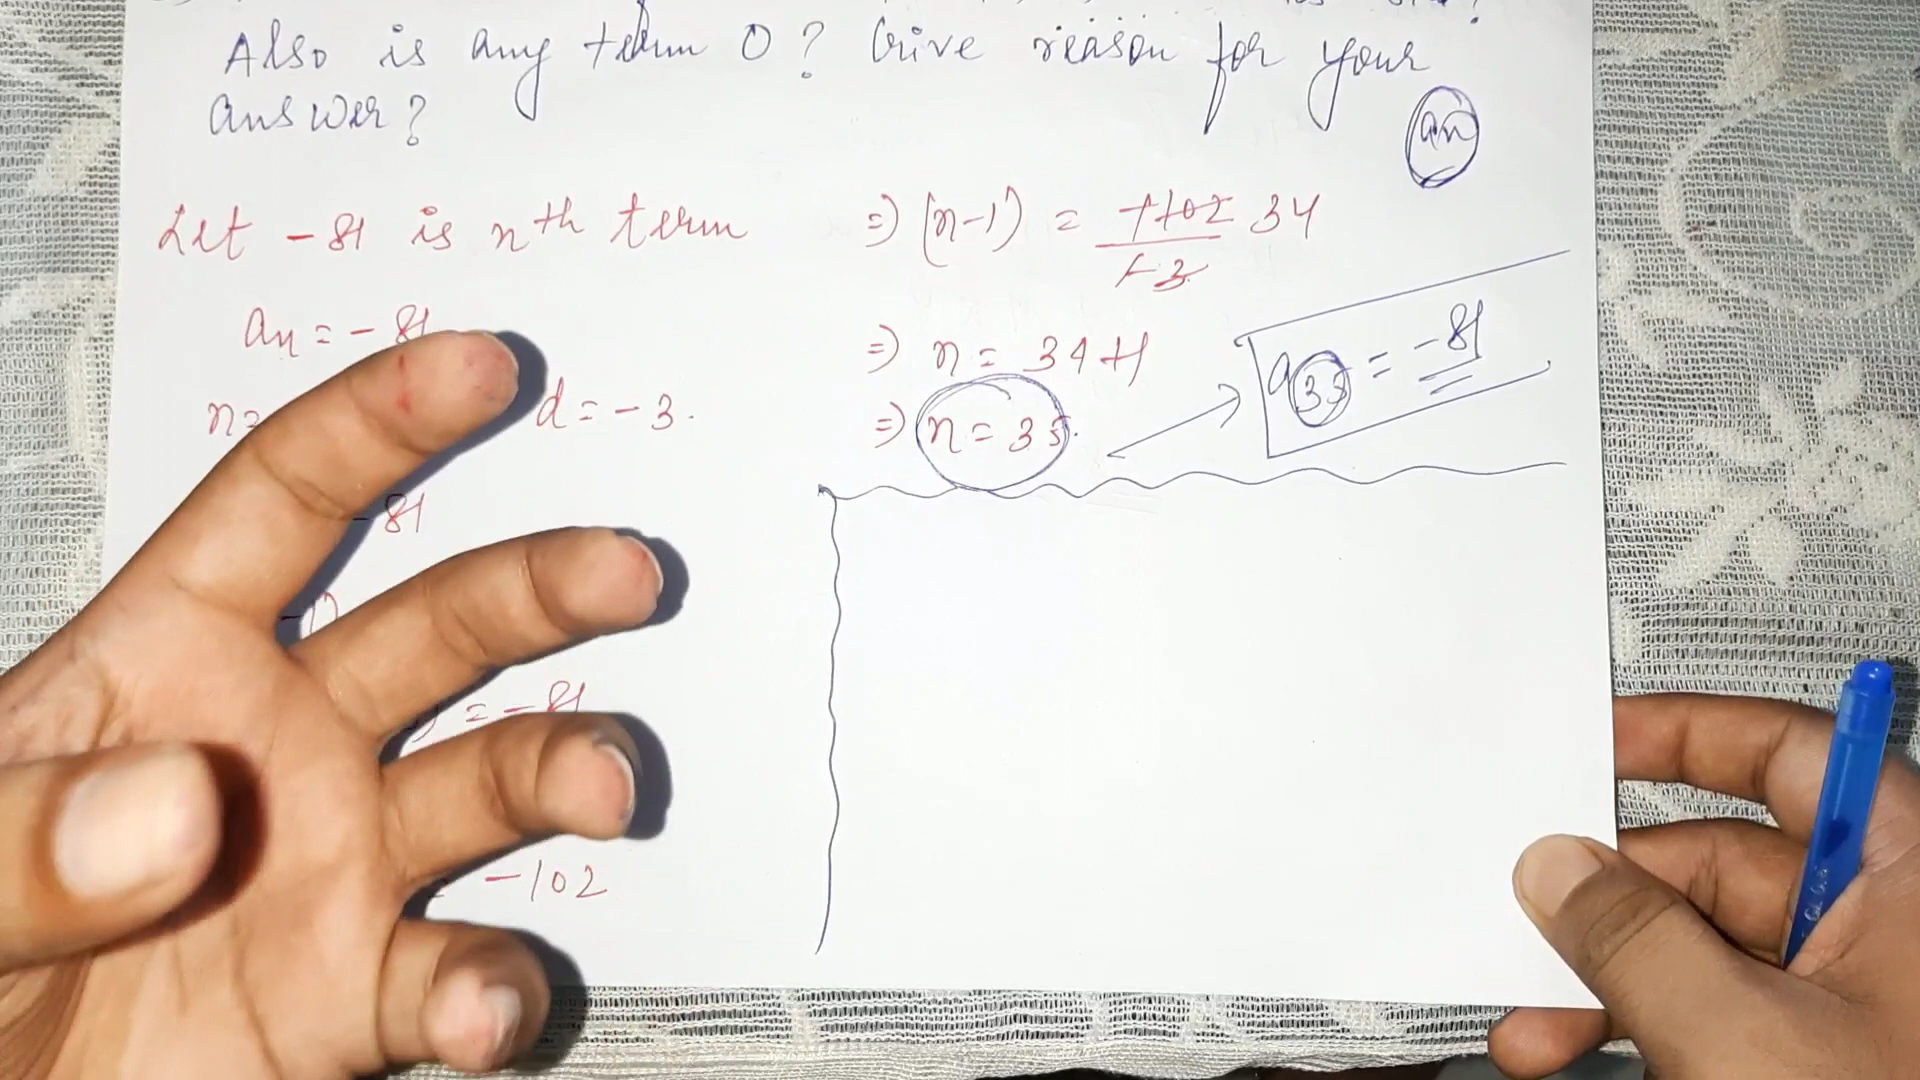 Also is any term 0? Give reason for your
answer?
an
Let -81 is nth term
an = -81
n=
d = -3.
-81
= -81
-102
=) (n-1) = -102 34
-3
=) n = 34+1
=) n = 35.
a35 = -81